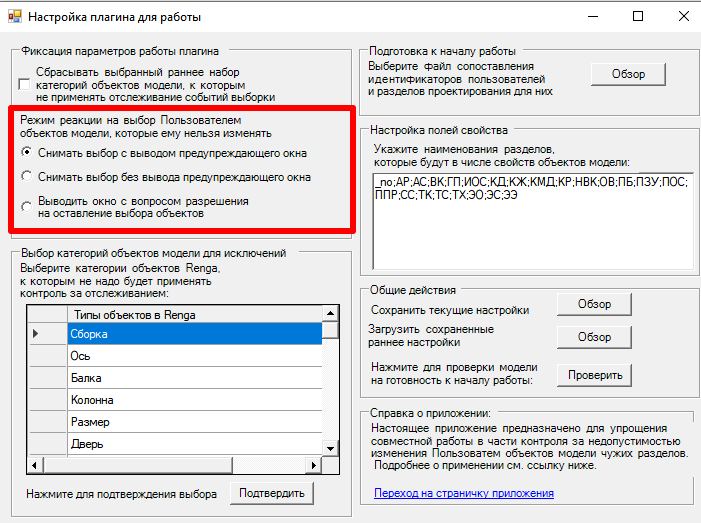 Настройка плагина для работы
Фиксация параметров работы плагина
Сбрасывать выбранный раннее набор
категорий объектов модели, к которым
не применять отслеживание событий выборки
Режим реакции на выбор Пользователем
объектов модели, которые ему нельзя изменять
Снимать выбор с выводом предупреждающего окна
Снимать выбор без вывода предупреждающего окна
Выводить окно с вопросом разрешения
на оставление выбора объектов
Выбор категорий объектов модели для исключений
Выберите категории объектов Renga,
к которым не надо будет применять
контроль за отслеживанием:
Типы объектов в Renga
Сборка
Ось
Балка
Колонна
Размер
Дверь
Нажмите для подтверждения выбора
Подтвердить
Подготовка к началу работы
Выберите файл сопоставления
идентификаторов пользователей
и разделов проектирования для них
Обзор
Настройка полей свойства
Укажите наименования разделов,
которые будут в числе свойств объектов модели:
_по;АР;АС;ВК;ГП;ИОС;КД;КЖ;КМД;КР;НВК;ОВ;ПБ;ПЗУ;ПОС;
ППР;СС;ТК;ТС;ТХ;ЭО;ЭС;ЭЭ
Общие действия
Сохранить текущие настройки
Обзор
Загрузить сохраненные
раннее настройки
Обзор
Нажмите для проверки модели
на готовность к началу работы:
Проверить
Справка о приложении:
Настоящее приложение предназначено для упрощения
совместной работы в части контроля за недопустимостью
изменения Пользоватем объектов модели чужих разделов.
Подробнее о применении см. ссылку ниже.
Переход на страничку приложения